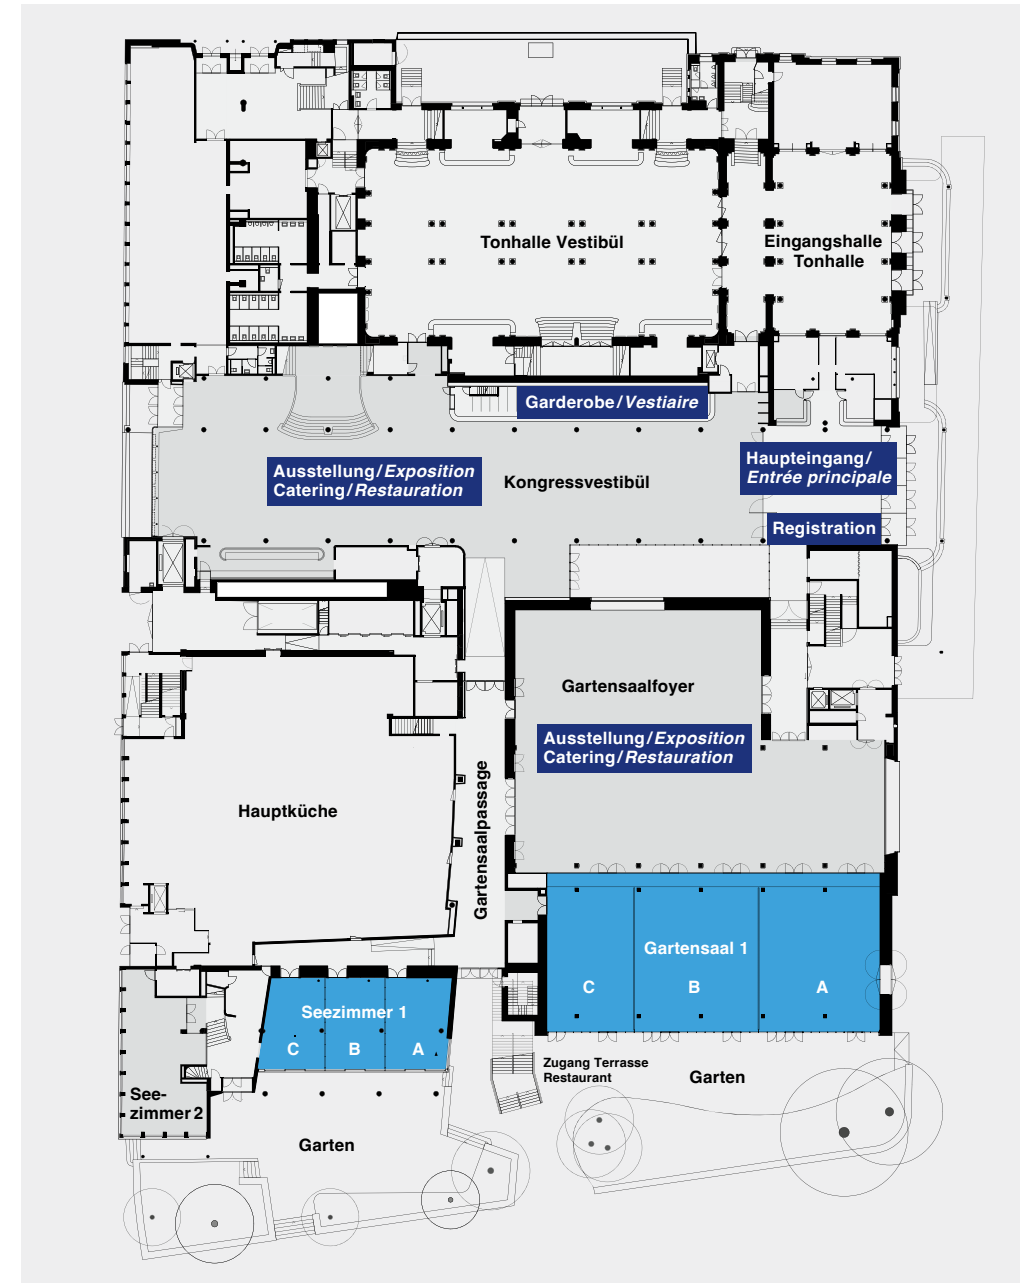 Tonhalle Vestibül
Eingangshalle
Tonhalle
Garderobe/Vestiaire
Ausstellung/Exposition
Catering/Restauration
Kongressvestibül
Haupteingang/
Entrée principale
Registration
Gartensaalfoyer
Ausstellung/Exposition
Catering/Restauration
Hauptküche
Gartensaalpassage
Gartensaal 1
C B A
Seezimmer 1
C B A
See-
zimmer 2
Zugang Terrasse
Restaurant
Garten
Garten